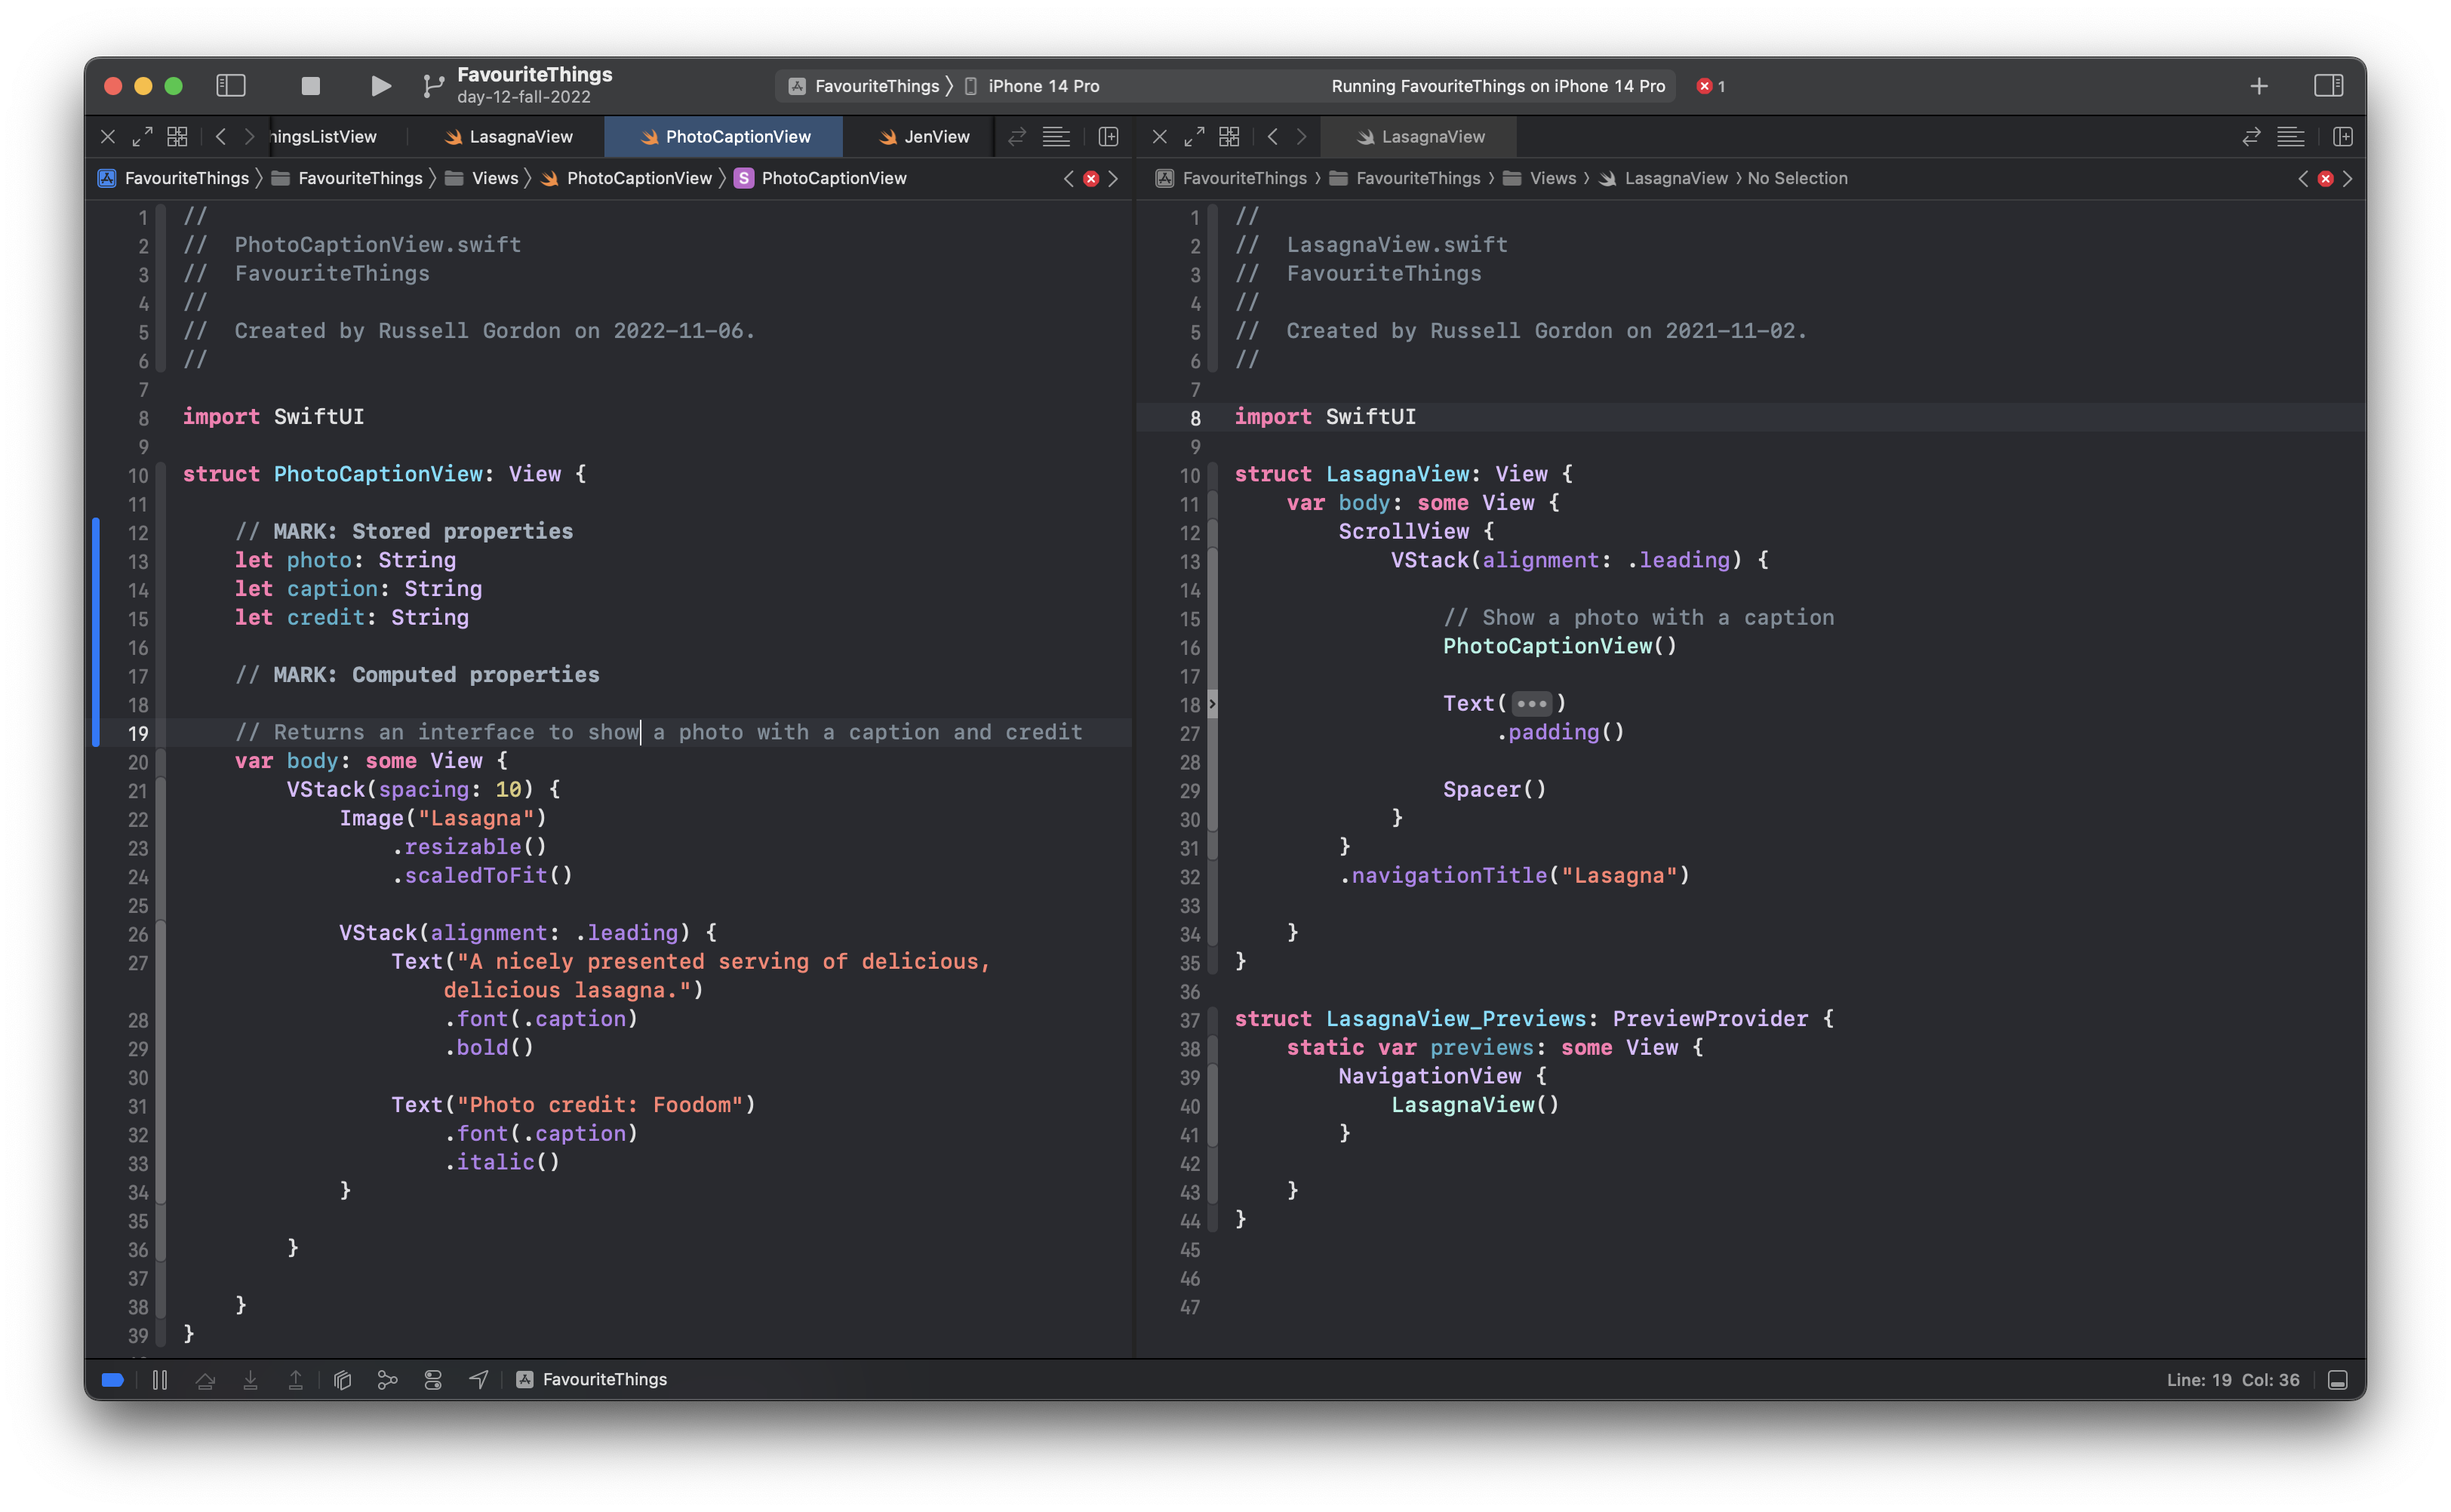 FavouriteThings
day-12-fall-2022
FavouriteThings 〉 iPhone 14 Pro
Running FavouriteThings on iPhone 14 Pro
1
ingsListView
LasagnaView
PhotoCaptionView
JenView
FavouriteThings 〉 FavouriteThings 〉 Views 〉 PhotoCaptionView 〉 S PhotoCaptionView
1 //
2 //  PhotoCaptionView.swift
3 //  FavouriteThings
4 //
5 //  Created by Russell Gordon on 2022-11-06.
6 //
7
8 import SwiftUI
9
10 struct PhotoCaptionView: View {
11
12     // MARK: Stored properties
13     let photo: String
14     let caption: String
15     let credit: String
16
17     // MARK: Computed properties
18
19     // Returns an interface to show a photo with a caption and credit
20     var body: some View {
21         VStack(spacing: 10) {
22             Image("Lasagna")
23                 .resizable()
24                 .scaledToFit()
25
26             VStack(alignment: .leading) {
27                 Text("A nicely presented serving of delicious,
                     delicious lasagna.")
28                     .font(.caption)
29                     .bold()
30
31                 Text("Photo credit: Foodom")
32                     .font(.caption)
33                     .italic()
34             }
35
36         }
37
38     }
39 }
LasagnaView
FavouriteThings 〉 FavouriteThings 〉 Views 〉 LasagnaView 〉 No Selection
1 //
2 //  LasagnaView.swift
3 //  FavouriteThings
4 //
5 //  Created by Russell Gordon on 2021-11-02.
6 //
7
8 import SwiftUI
9
10 struct LasagnaView: View {
11     var body: some View {
12         ScrollView {
13             VStack(alignment: .leading) {
14
15                 // Show a photo with a caption
16                 PhotoCaptionView()
17
18                 Text(•••)
27                     .padding()
28
29                 Spacer()
30             }
31         }
32         .navigationTitle("Lasagna")
33
34     }
35 }
36
37 struct LasagnaView_Previews: PreviewProvider {
38     static var previews: some View {
39         NavigationView {
40             LasagnaView()
41         }
42
43     }
44 }
45
46
47
FavouriteThings
Line: 19  Col: 36